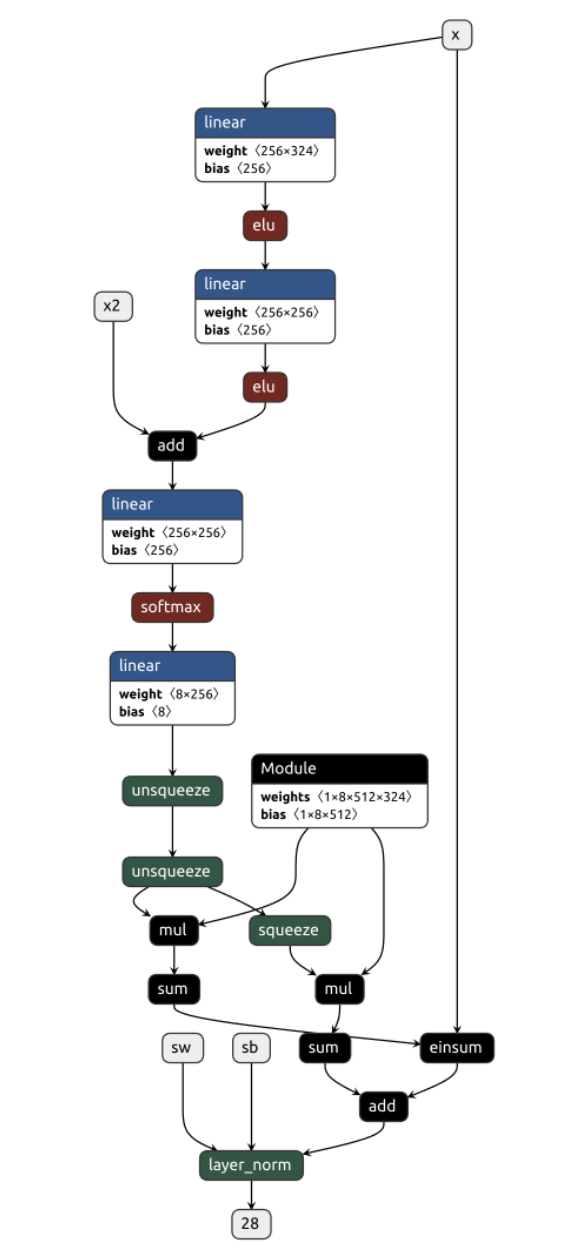 x
linear
weight 〈256×324〉
bias 〈256〉
elu
linear
weight 〈256×256〉
bias 〈256〉
x2
elu
add
linear
weight 〈256×256〉
bias 〈256〉
softmax
linear
weight 〈8×256〉
bias 〈8〉
Module
weights 〈1×8×512×324〉
bias 〈1×8×512〉
unsqueeze
unsqueeze
mul
squeeze
sum
mul
sw
sb
sum
einsum
add
layer_norm
28